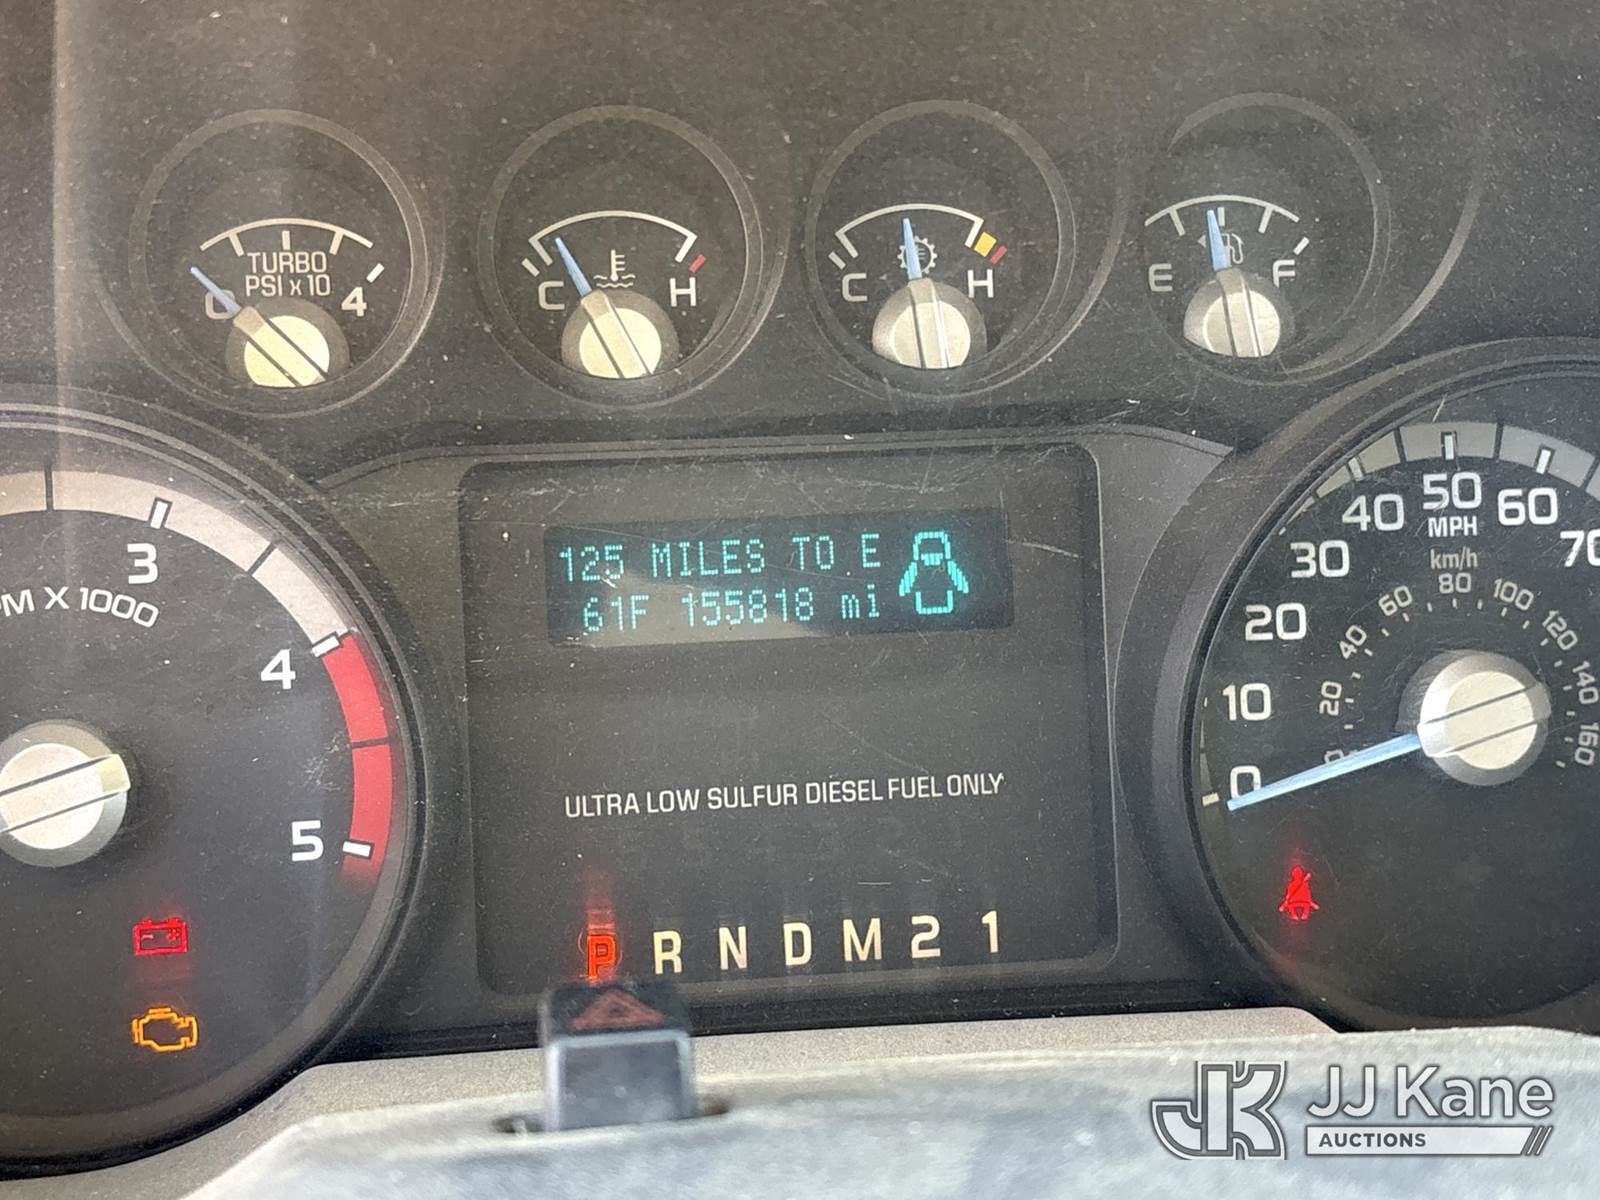 TURBO
PSI x 10
0 4
C H
C H
E F
3
4
5
PM X 1000
125 MILES TO E
61F 155818 mi
ULTRA LOW SULFUR DIESEL FUEL ONLY
P R N D M 2 1
0 10 20 30 40 50 60 70
MPH
km/h
0 20 40 60 80 100 120 140 160
JK JJ Kane
AUCTIONS